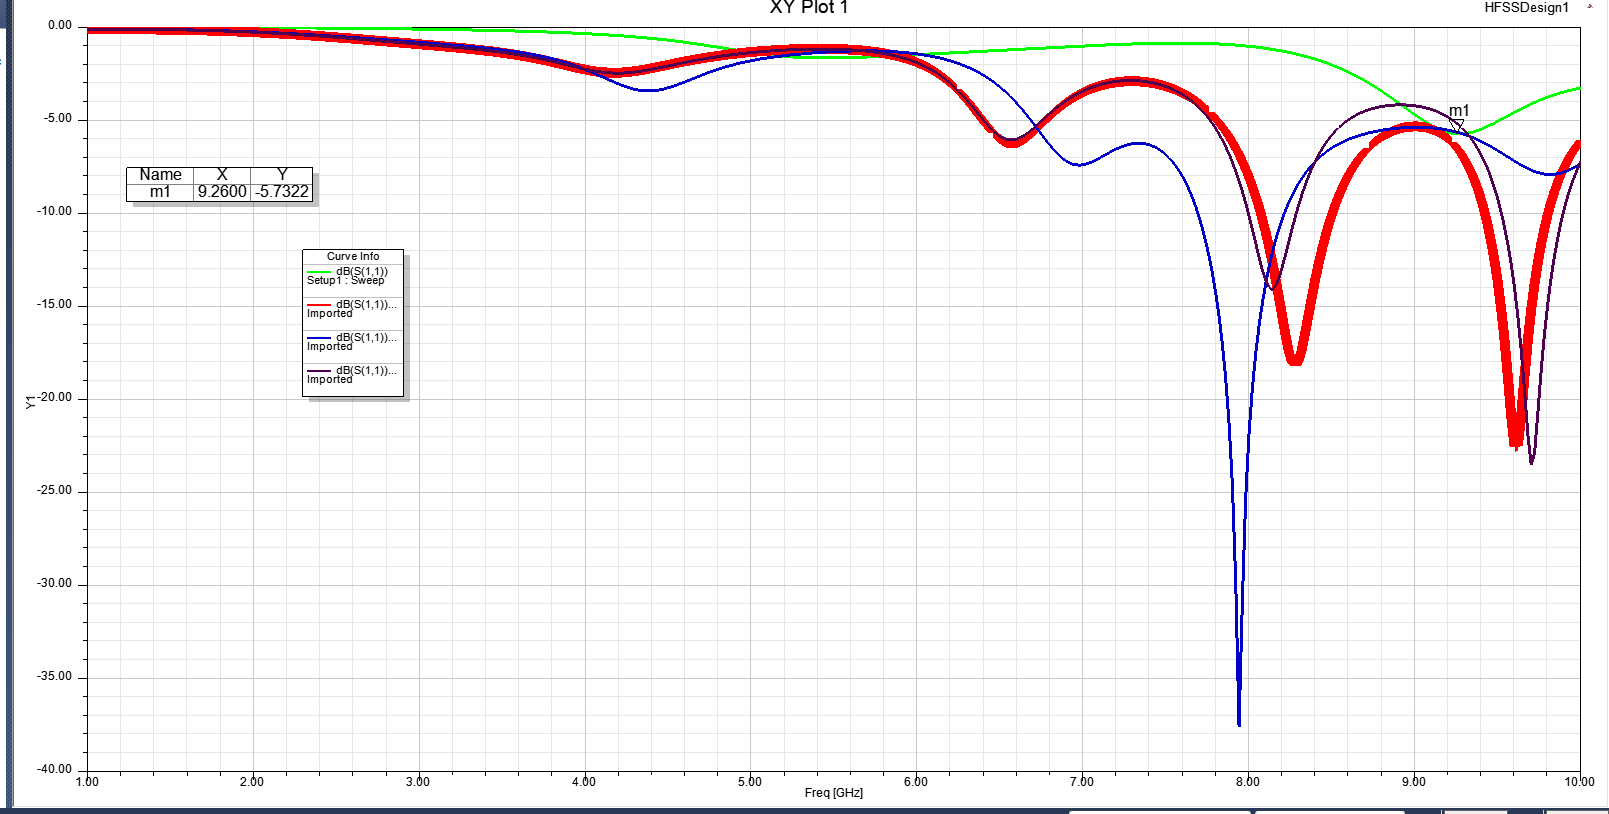 XY Plot 1
HFSSDesign1
0.00
-5.00
-10.00
-15.00
-20.00
-25.00
-30.00
-35.00
-40.00
Y1
m1
Name X Y
m1 9.2600 -5.7322
Curve Info
dB(S(1,1))
Setup1 : Sweep
dB(S(1,1))...
Imported
dB(S(1,1))...
Imported
dB(S(1,1))...
Imported
1.00 2.00 3.00 4.00 5.00 6.00 7.00 8.00 9.00 10.00
Freq [GHz]